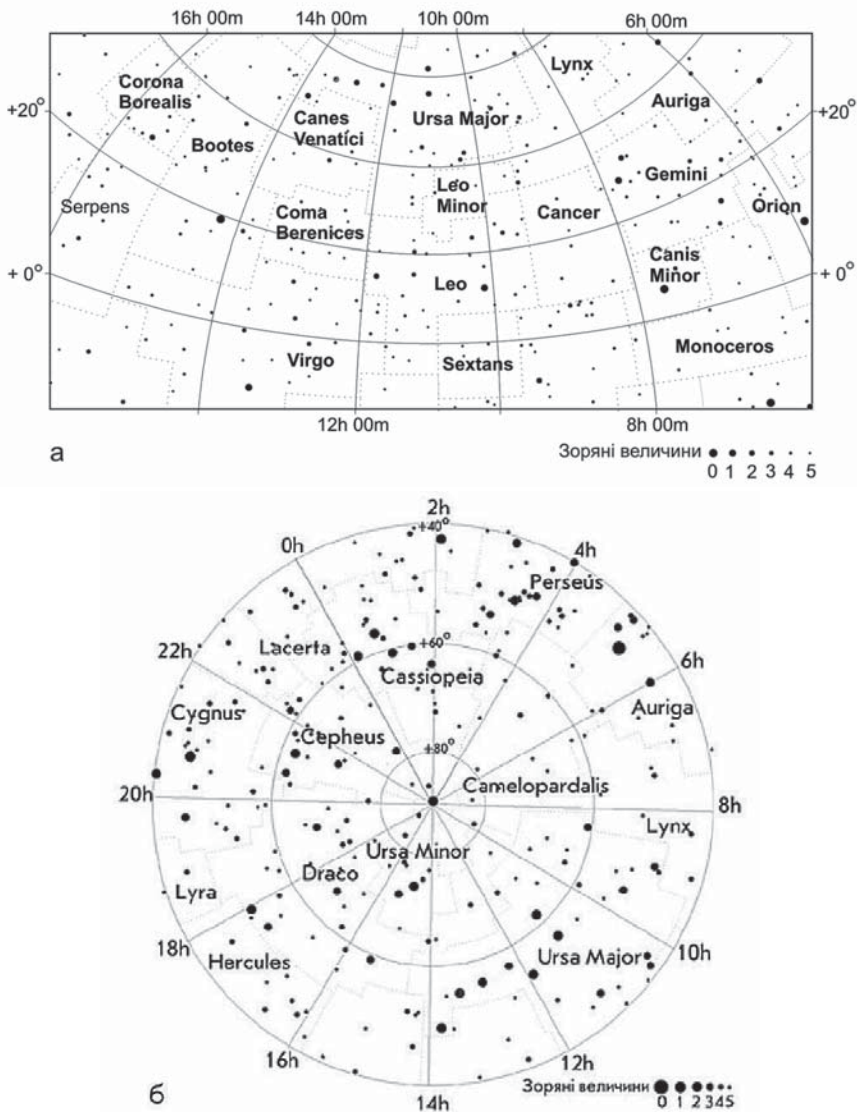 16h 00m 14h 00m 10h 00m 6h 00m
Corona
Borealis
Bootes
Canes
Venatíci
Ursa Major
Lynx
Auriga
+20° +20°
Serpens
Coma
Berenices
Leo
Minor
Cancer
Gemini
Orion
+ 0° + 0°
Leo
Canis
Minor
Virgo
Sextans
Monoceros
12h 00m 8h 00m
а
Зоряні величини
0 1 2 3 4 5
2h
+40°
0h
4h
Perseus
Lacerta
+60°
22h
Cassiopeia
6h
Cygnus
Auriga
Cepheus
+80°
Camelopardalis
20h
8h
Lynx
Ursa Minor
Draco
Lyra
18h
Hercules
Ursa Major
10h
16h
12h
14h
б
Зоряні величини
0 1 2 3 4 5